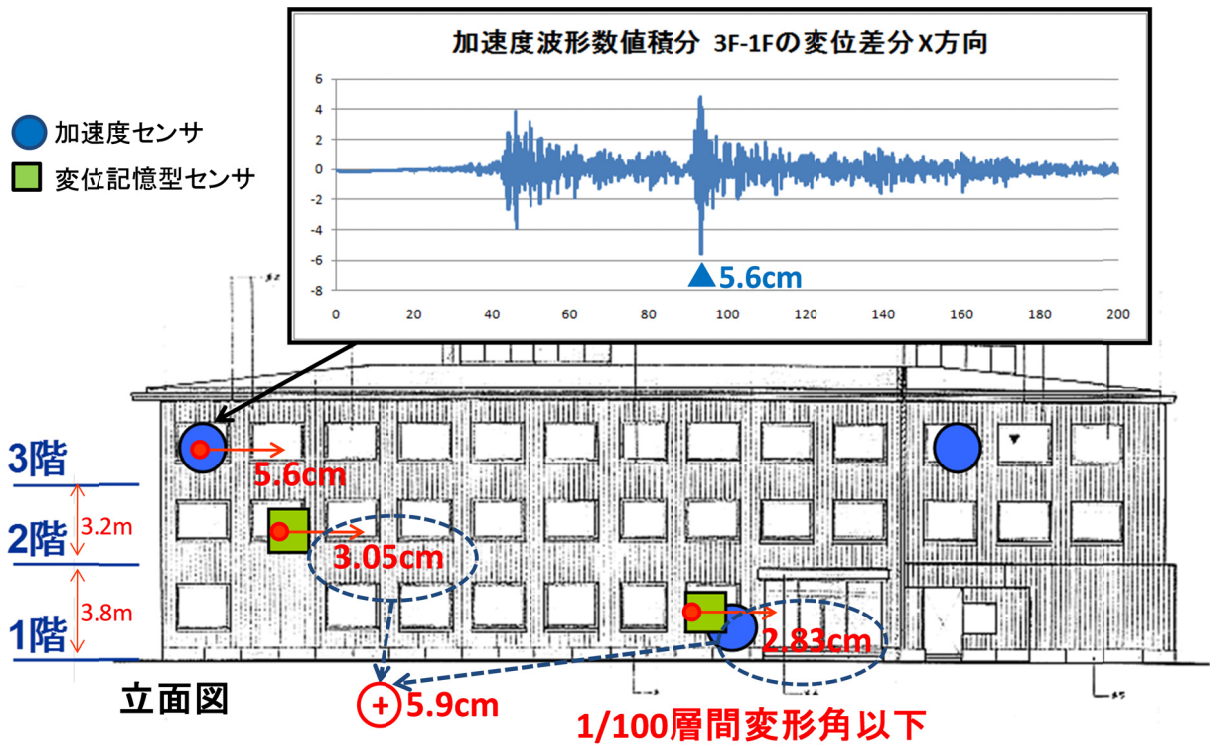 加速度波形数値積分 3F-1Fの変位差分X方向
6
4
2
0
-2
-4
-6
-8
0 20 40 60 80 100 120 140 160 180 200
5.6cm
加速度センサ
変位記憶型センサ
3階
5.6cm
3.2m
2階
3.05cm
3.8m
1階
2.83cm
立面図
+ 5.9cm
1/100層間変形角以下